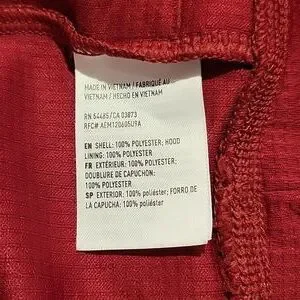 MADE IN VIETNAM / FABRIQUÉ AU
VIETNAM / HECHO EN VIETNAM
RN 54485/CA 03873
RFC# AEM120605U9A
EN SHELL: 100% POLYESTER; HOOD
LINING: 100% POLYESTER
FR EXTÉRIEUR: 100% POLYESTER;
DOUBLURE DE CAPUCHON:
100% POLYESTER
SP EXTERIOR: 100% poliéster; FORRO DE
LA CAPUCHA: 100% poliéster